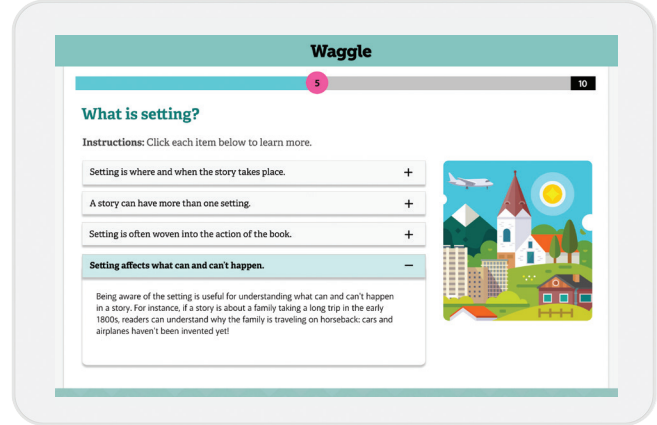 Waggle
5
10
What is setting?
Instructions: Click each item below to learn more.
Setting is where and when the story takes place. +
A story can have more than one setting. +
Setting is often woven into the action of the book. +
Setting affects what can and can't happen. –
Being aware of the setting is useful for understanding what can and can't happen
in a story. For instance, if a story is about a family taking a long trip in the early
1800s, readers can understand why the family is traveling on horseback: cars and
airplanes haven't been invented yet!